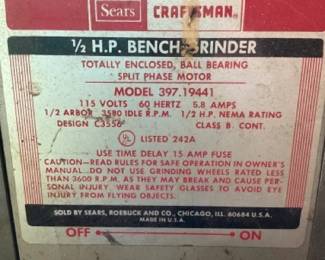 Sears CRAFTSMAN
½ H.P. BENCH GRINDER
TOTALLY ENCLOSED, BALL BEARING
SPLIT PHASE MOTOR
MODEL 397.19441
115 VOLTS 60 HERTZ 5.8 AMPS
1/2 ARBOR 3580 IDLE R.P.M. 1/2 H.P. NEMA RATING
DESIGN C3556 CLASS B. CONT.
UL LISTED 242A
USE TIME DELAY 15 AMP FUSE
CAUTION—READ RULES FOR SAFE OPERATION IN OWNER'S
MANUAL. DO NOT USE GRINDING WHEELS RATED LESS
THAN 3600 R.P.M. AS THEY MAY BREAK AND CAUSE PER-
SONAL INJURY. WEAR SAFETY GLASSES TO AVOID EYE
INJURY FROM FLYING OBJECTS.
SOLD BY SEARS, ROEBUCK AND CO., CHICAGO, ILL. 60684 U.S.A.
MADE IN U.S.A.
OFF ON